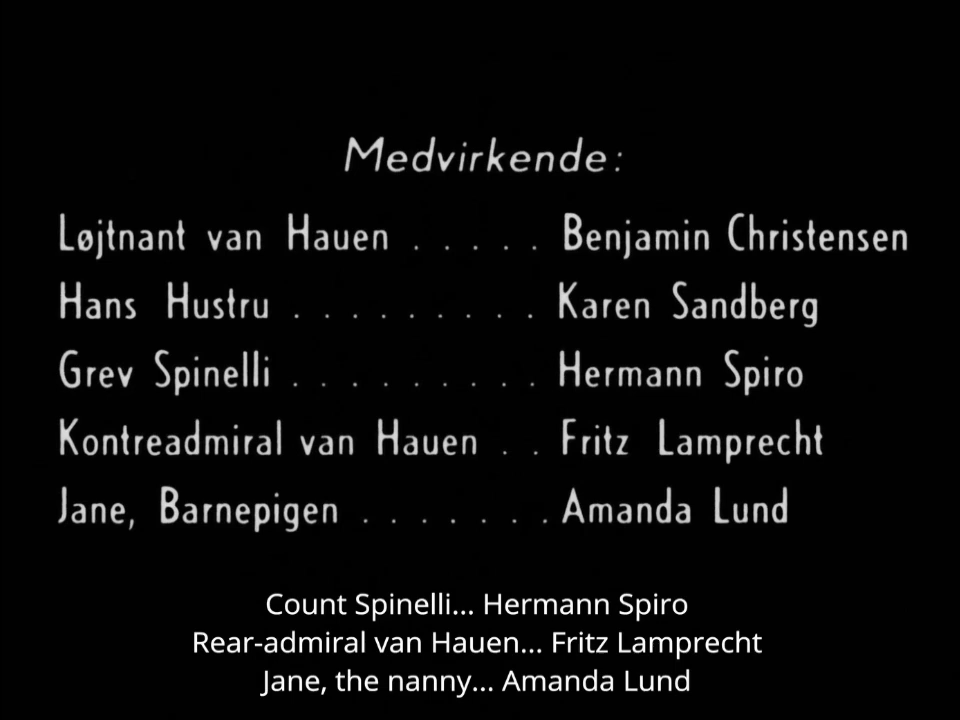 Medvirkende:
Løjtnant van Hauen . . . . . Benjamin Christensen
Hans Hustru . . . . . . . . . Karen Sandberg
Grev Spinelli . . . . . . . . . Hermann Spiro
Kontreadmiral van Hauen . . Fritz Lamprecht
Jane, Barnepigen . . . . . . . Amanda Lund
Count Spinelli... Hermann Spiro
Rear-admiral van Hauen... Fritz Lamprecht
Jane, the nanny... Amanda Lund